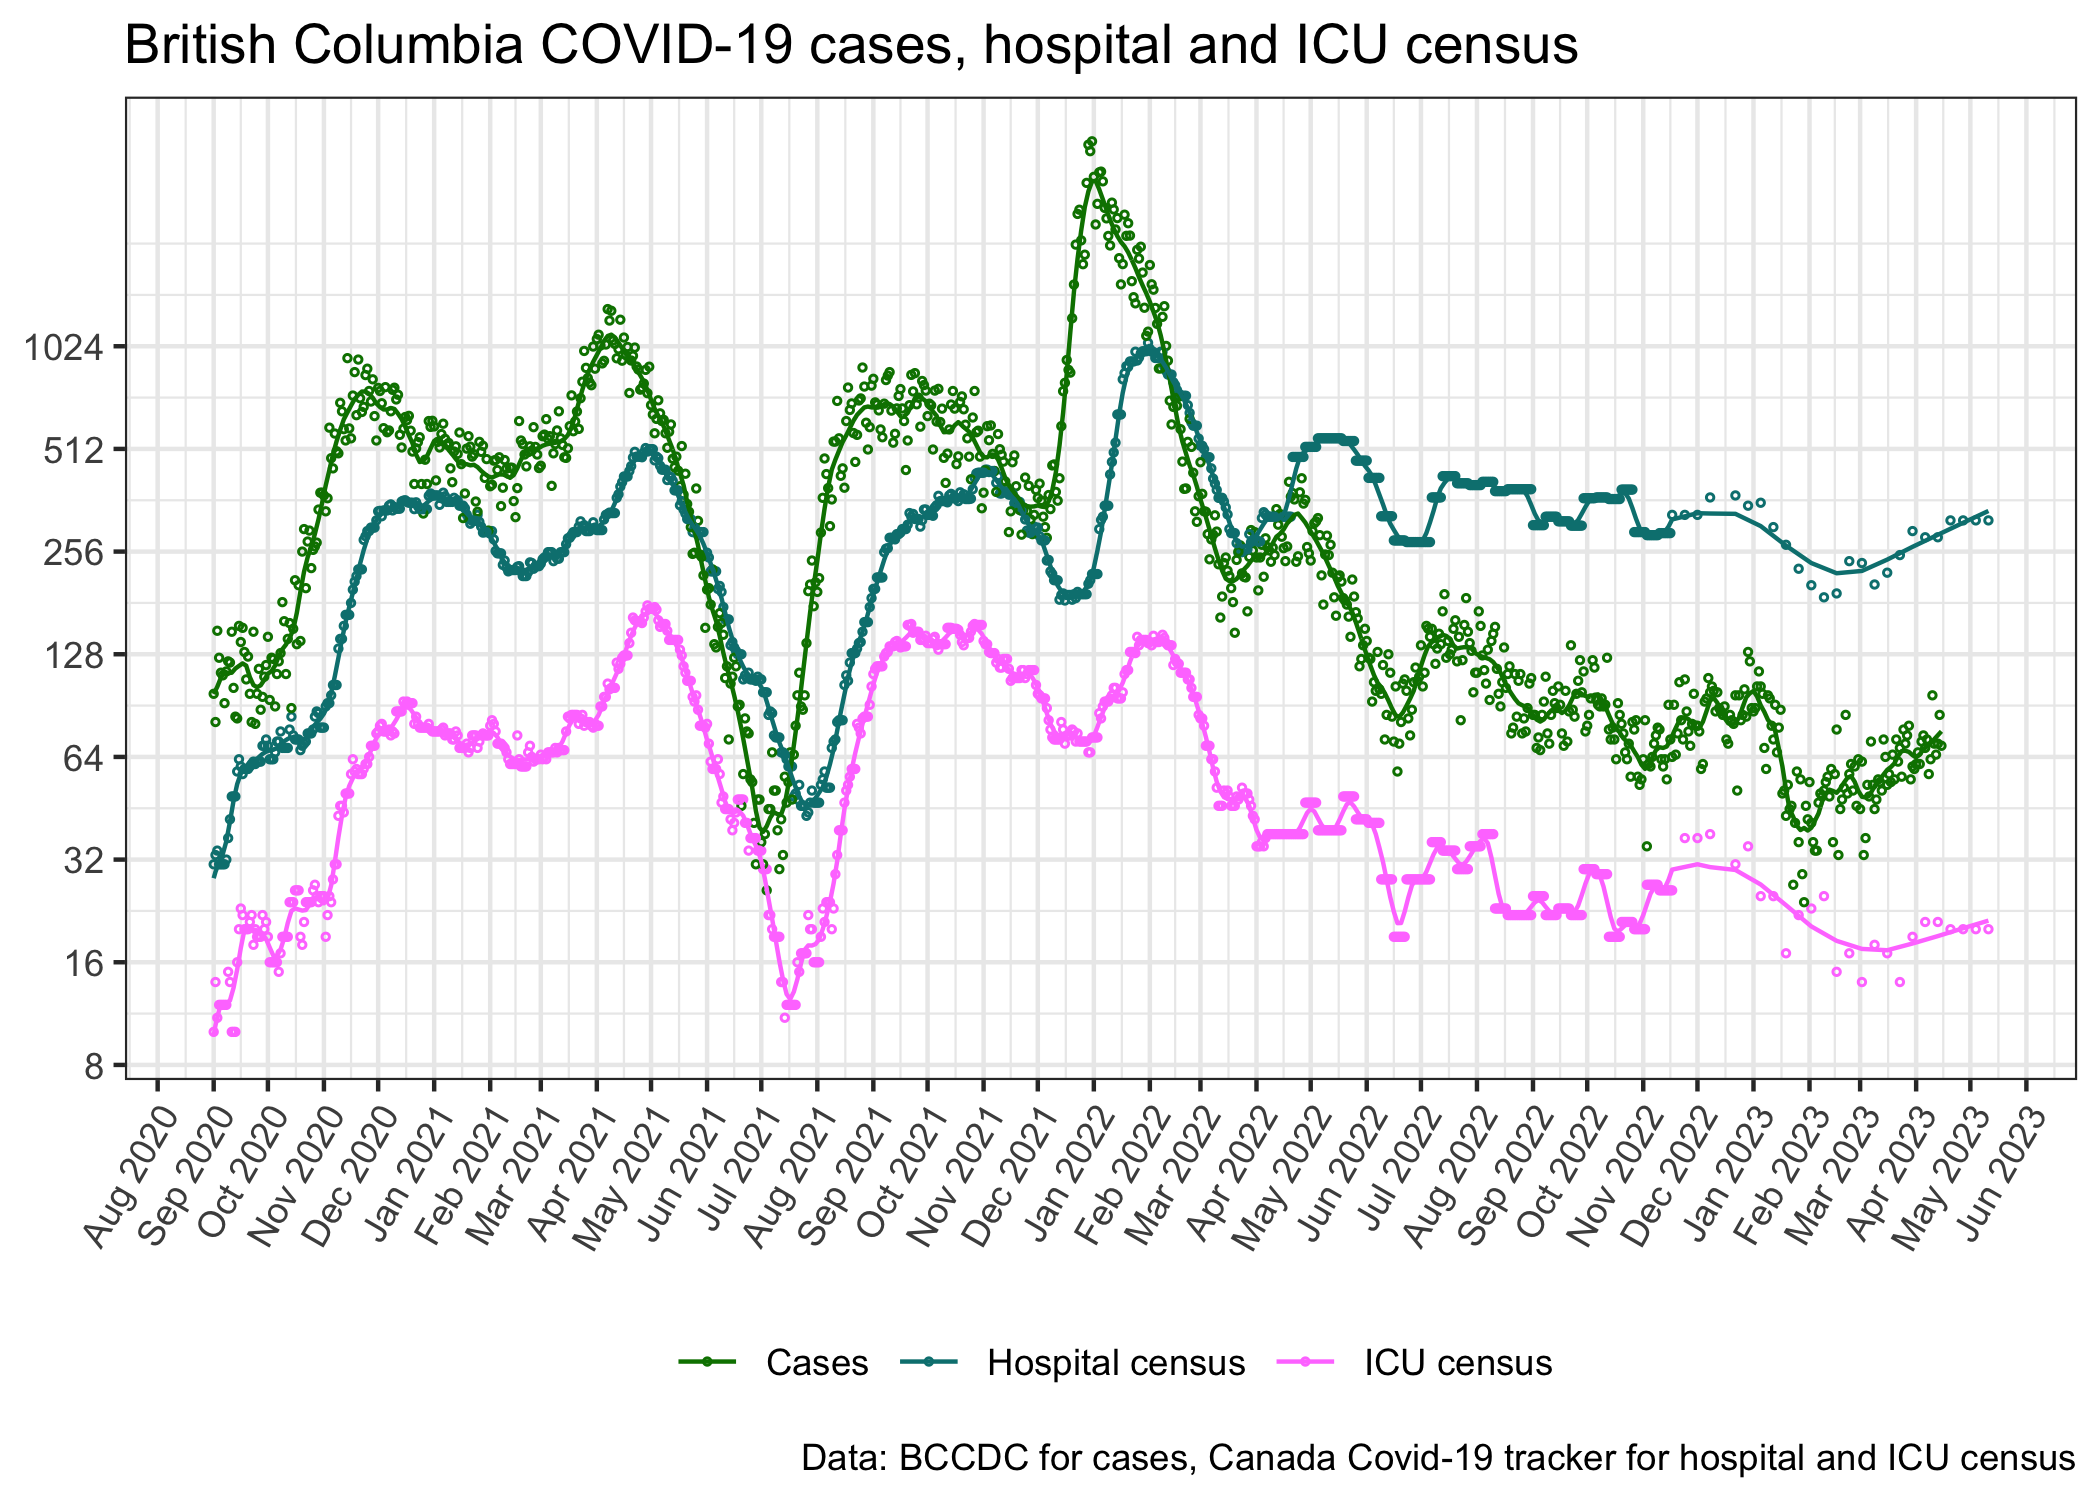 British Columbia COVID-19 cases, hospital and ICU census
1024
512
256
128
64
32
16
8
Aug 2020
Sep 2020
Oct 2020
Nov 2020
Dec 2020
Jan 2021
Feb 2021
Mar 2021
Apr 2021
May 2021
Jun 2021
Jul 2021
Aug 2021
Sep 2021
Oct 2021
Nov 2021
Dec 2021
Jan 2022
Feb 2022
Mar 2022
Apr 2022
May 2022
Jun 2022
Jul 2022
Aug 2022
Sep 2022
Oct 2022
Nov 2022
Dec 2022
Jan 2023
Feb 2023
Mar 2023
Apr 2023
May 2023
Jun 2023
Cases Hospital census ICU census
Data: BCCDC for cases, Canada Covid-19 tracker for hospital and ICU census